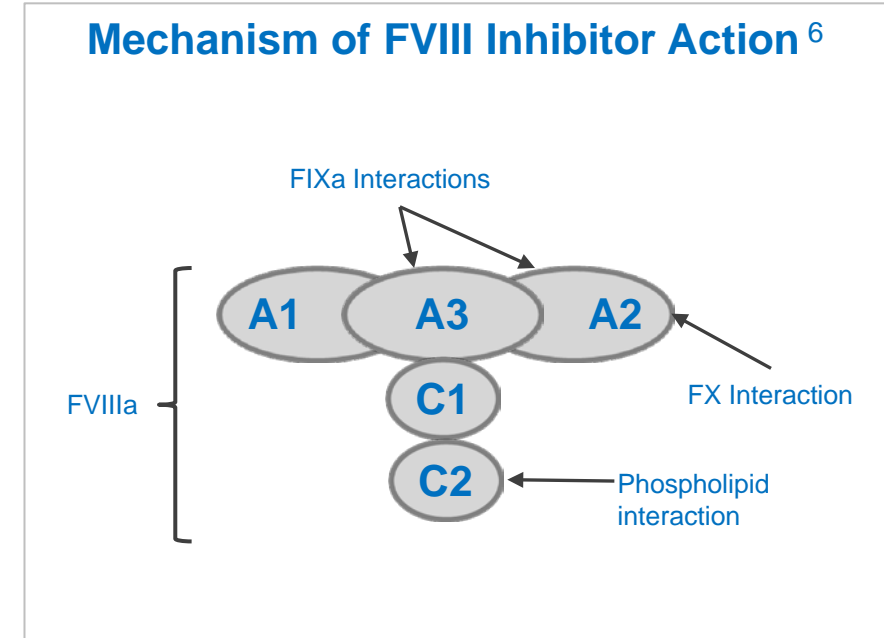 Mechanism of FVIII Inhibitor Action 6
FIXa Interactions
A1 A3 A2
FX Interaction
C1
FVIIIa
C2
Phospholipid
interaction